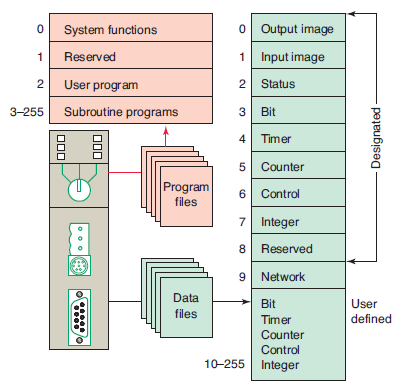 0 System functions
1 Reserved
2 User program
3–255 Subroutine programs
Program
files
Data
files
0 Output image
1 Input image
2 Status
3 Bit
4 Timer
5 Counter
6 Control
7 Integer
8 Reserved
9 Network
Bit
Timer
Counter
Control
10–255 Integer
Designated
User
defined